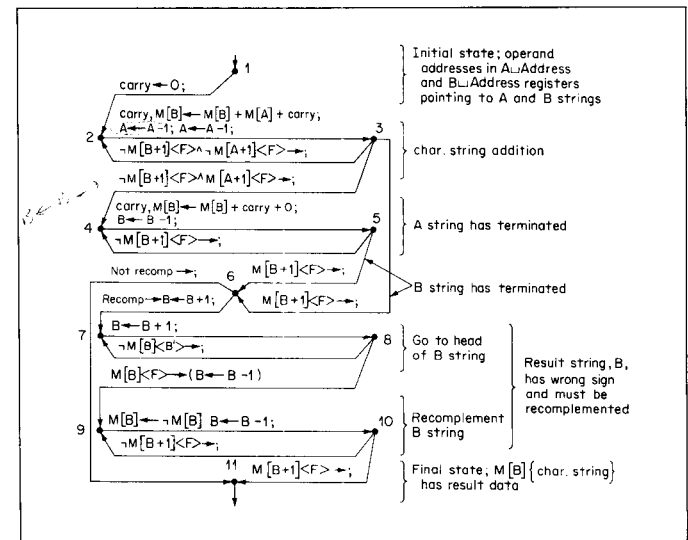 1
Initial state; operand
addresses in A⊔Address
and B⊔Address registers
pointing to A and B strings
carry←0;
carry, M[B]← M[B] + M[A] + carry;
A←A-1; A←A-1;
2
3
¬M[B+1]<F>∧¬M[A+1]<F>→;
char. string addition
¬M[B+1]<F>∧M[A+1]<F>→;
carry, M[B]← M[B] + carry + 0;
B← B -1;
4
5
¬M[B+1]<F>→;
A string has terminated
Not recomp →;
6
M[B+1]<F>→;
B string has terminated
Recomp→B←B+1;
M[B+1]<F>→;
B← B + 1;
7
8
¬M[B]<B'>→;
Go to head
of B string
M[B]<F>→(B←B -1)
Result string, B,
has wrong sign
and must be
recomplemented
M[B]← ¬M[B] B← B-1;
9
10
Recomplement
B string
¬M[B+1]<F>→;
11
M[B+1]<F> →;
Final state; M[B]{char. string}
has result data